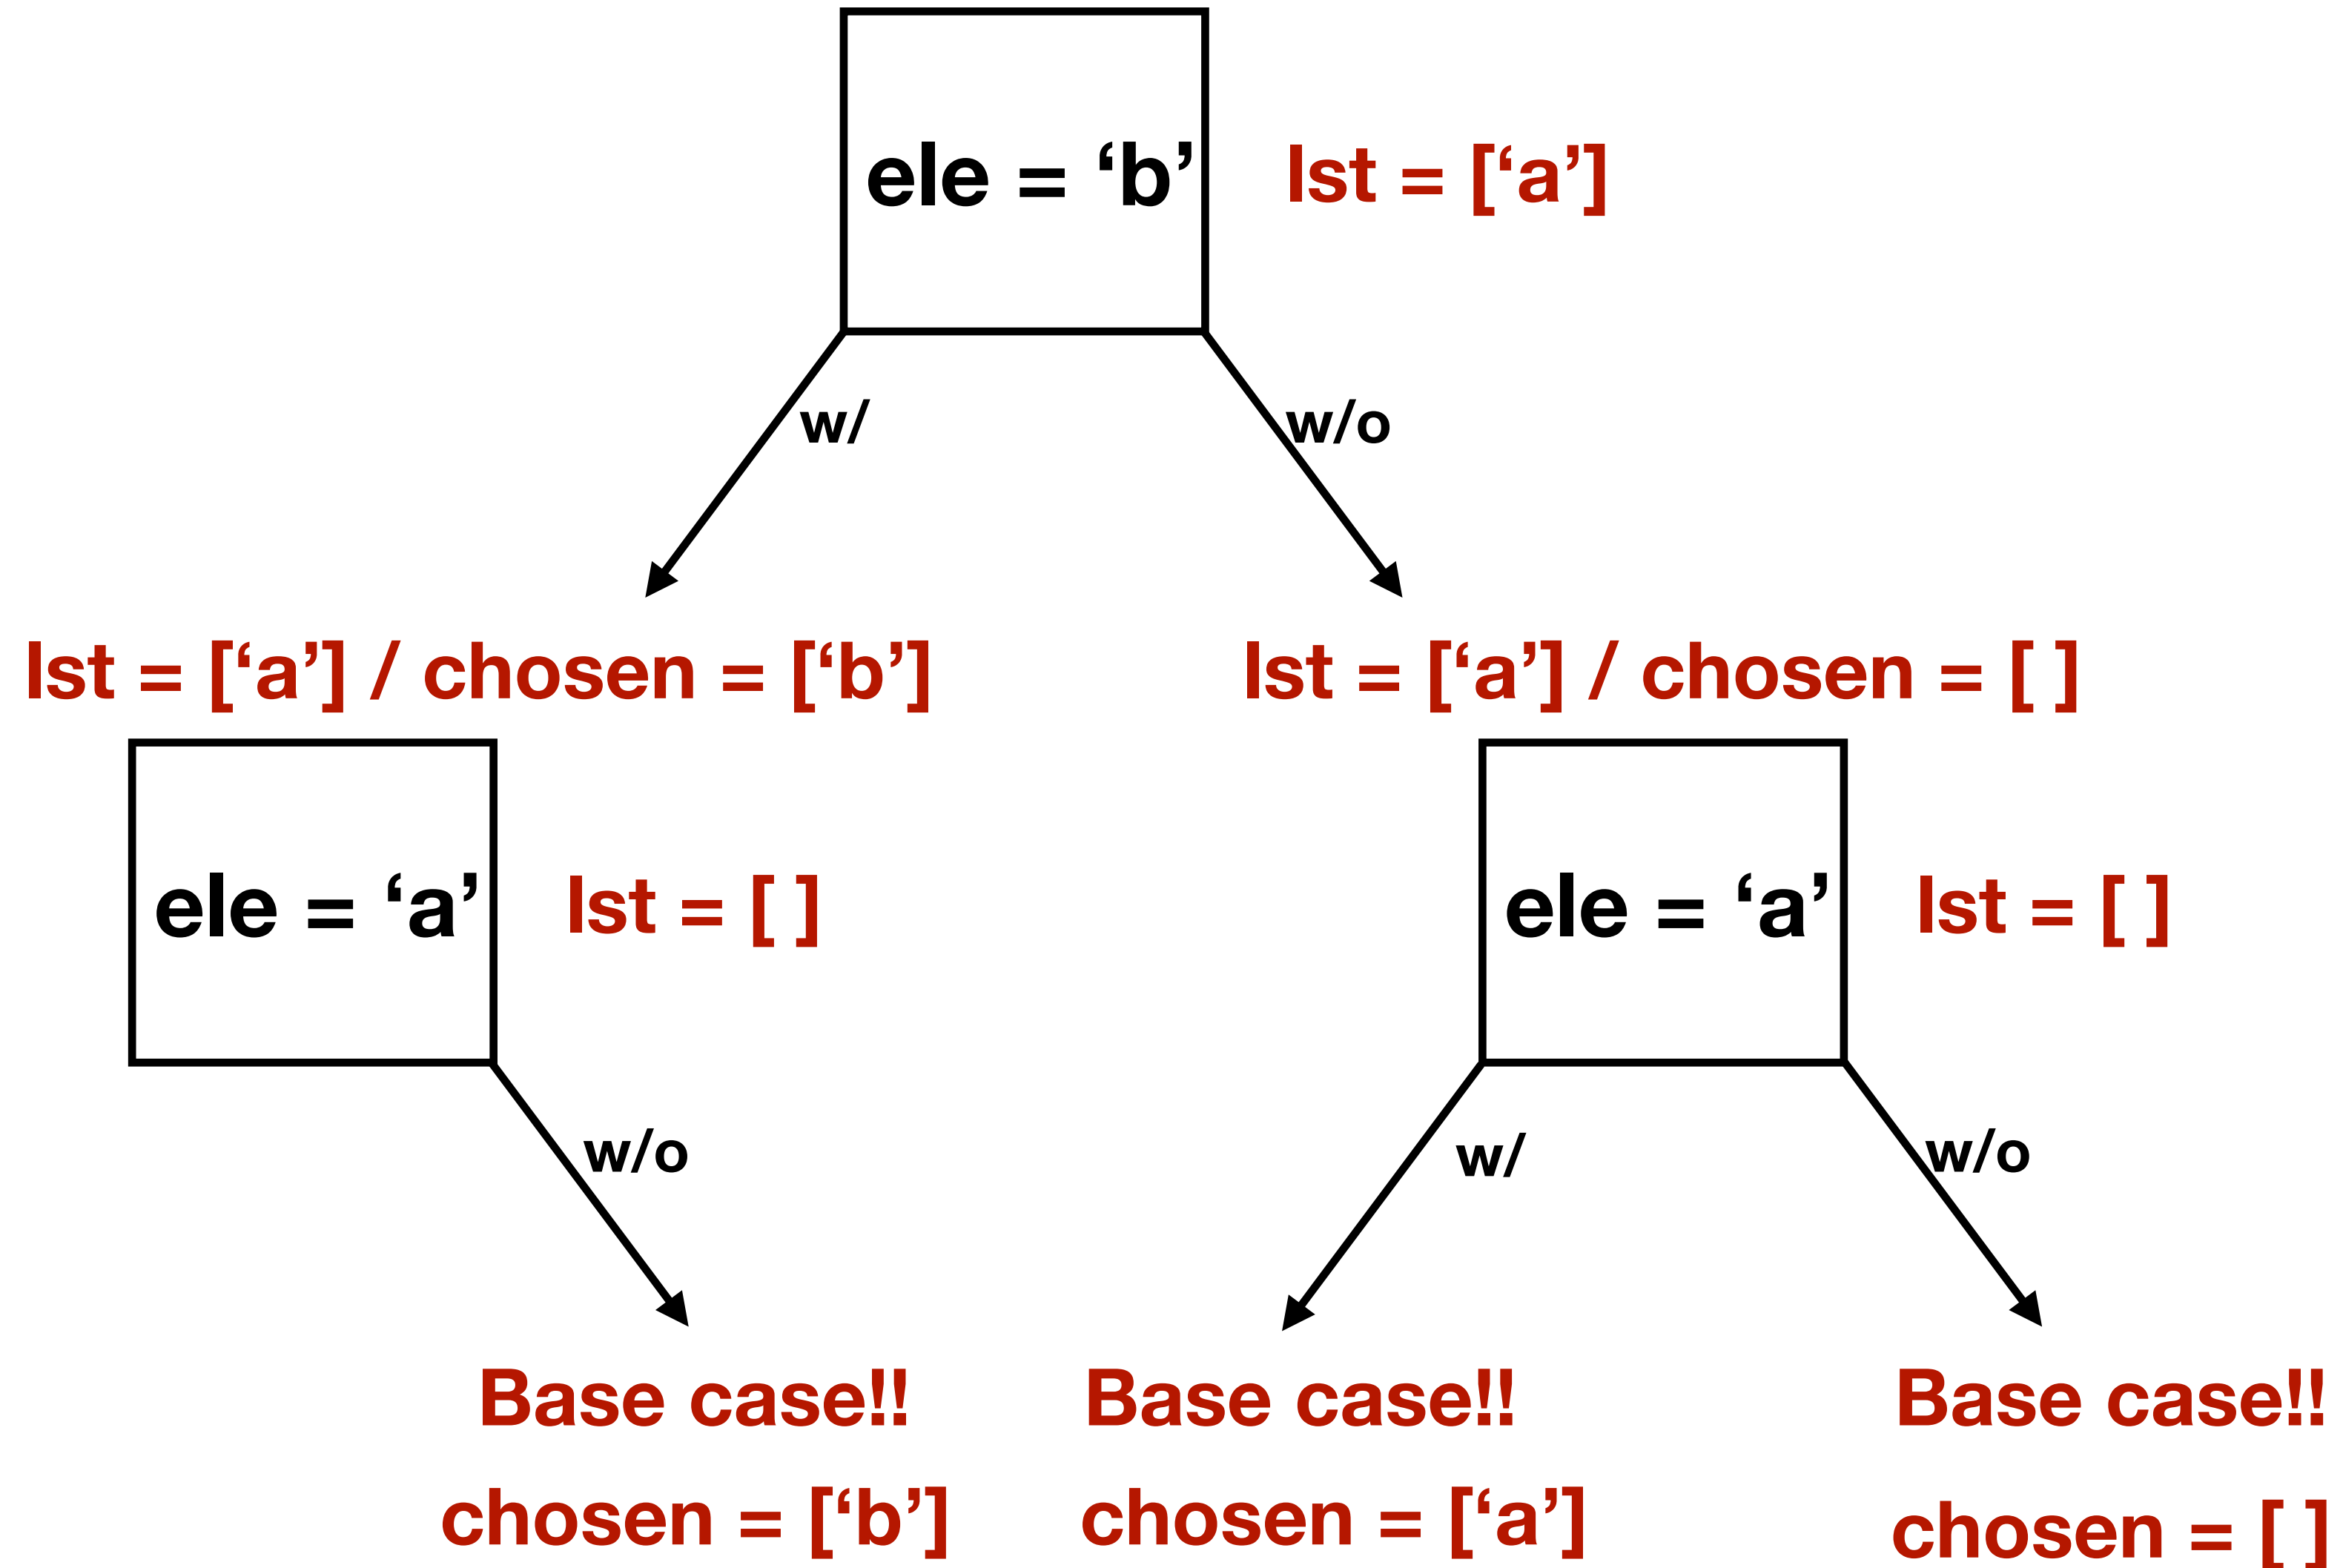 ele = ‘b’ lst = [‘a’]
w/ w/o
lst = [‘a’] / chosen = [‘b’] lst = [‘a’] / chosen = [ ]
ele = ‘a’ lst = [ ] ele = ‘a’ lst = [ ]
w/o w/ w/o
Base case!! Base case!! Base case!!
chosen = [‘b’] chosen = [‘a’] chosen = [ ]